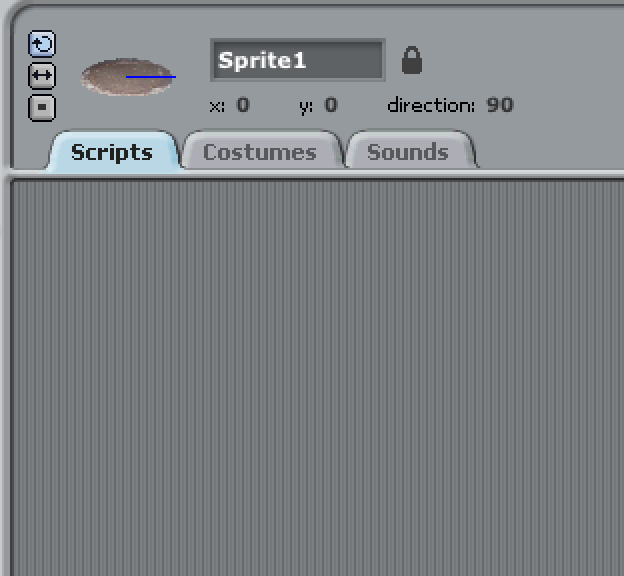 Sprite1
x: 0 y: 0 direction: 90
Scripts Costumes Sounds